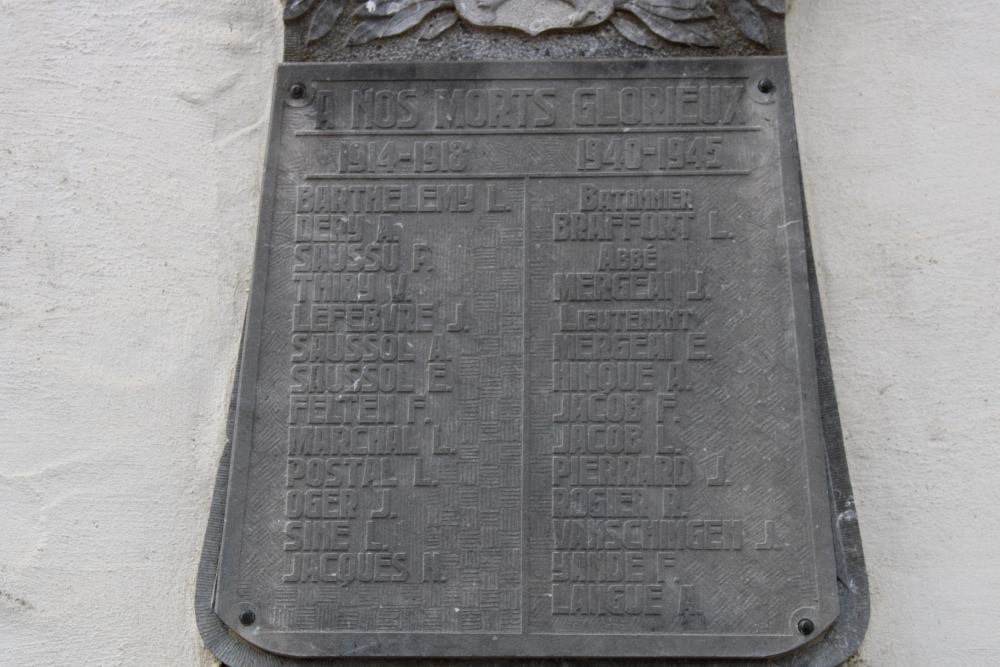 A NOS MORTS GLORIEUX
1914-1918
BARTHELEMY L.
DERY A.
SAUSSU P.
THIRY V.
LEFEBVRE J.
SAUSSOL A.
SAUSSOL E.
FELTEN F.
MARCHAL L.
POSTAL L.
OGER J.
SINE L.
JACQUES N.
1940-1945
BATONNIER
BRAFFORT L.
ABBÉ
MERGEAI J.
LIEUTENANT
MERGEAI E.
HINQUE A.
JACOB F.
JACOB L.
PIERRARD J.
ROGIER R.
VANSCHINGEN J.
YANDE F.
LANGUE A.